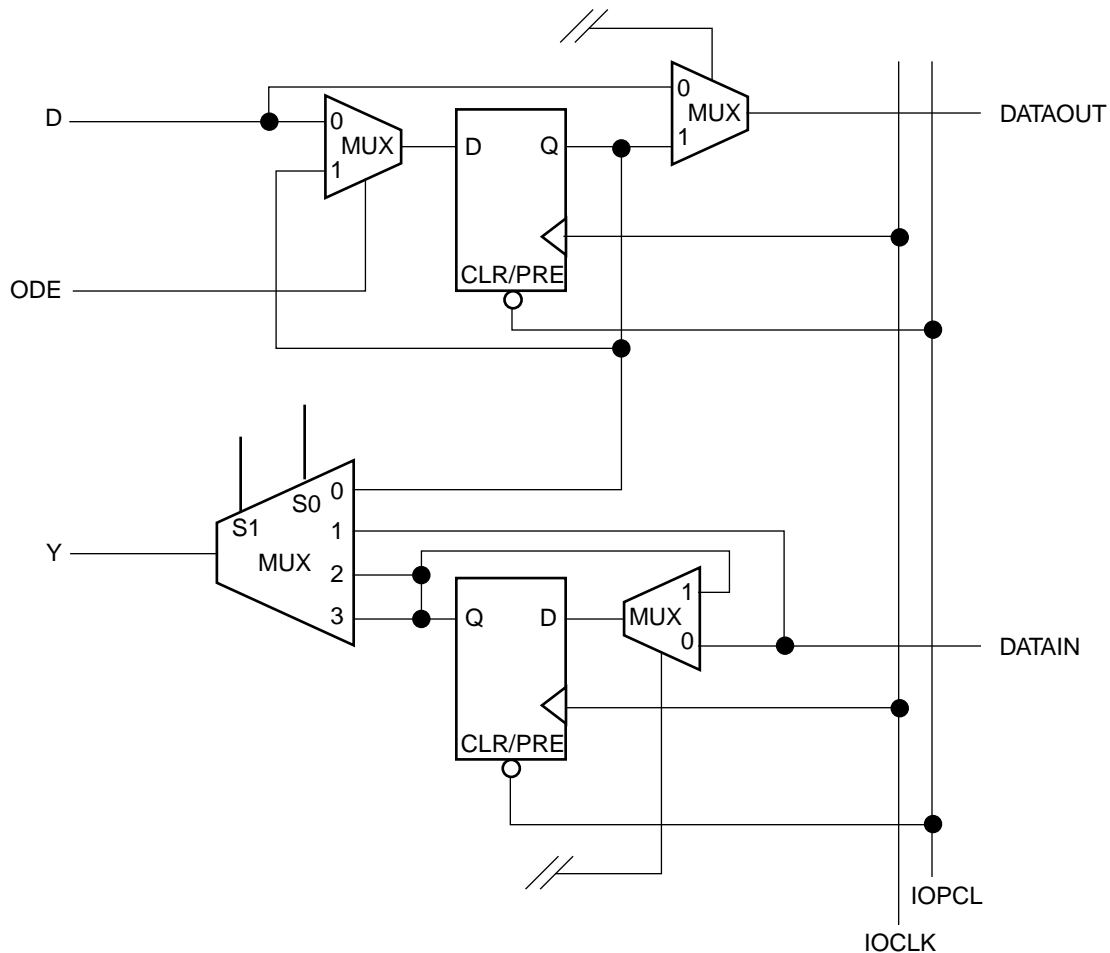 D
0
MUX
1
D
Q
CLR/PRE
0
MUX
1
DATAOUT
ODE
S1
S0
0
1
MUX
2
3
Y
Q
D
CLR/PRE
1
MUX
0
DATAIN
IOPCL
IOCLK